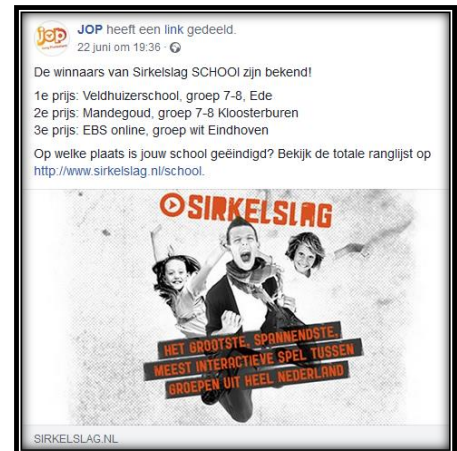 jop
JOP heeft een link gedeeld.
22 juni om 19:36 ·
De winnaars van Sirkelslag SCHOOl zijn bekend!
1e prijs: Veldhuizerschool, groep 7-8, Ede
2e prijs: Mandegoud, groep 7-8 Kloosterburen
3e prijs: EBS online, groep wit Eindhoven
Op welke plaats is jouw school geëindigd? Bekijk de totale ranglijst op
http://www.sirkelslag.nl/school.
SIRKELSLAG
HET GROOTSTE, SPANNENDSTE,
MEEST INTERACTIEVE SPEL TUSSEN
GROEPEN UIT HEEL NEDERLAND
SIRKELSLAG.NL